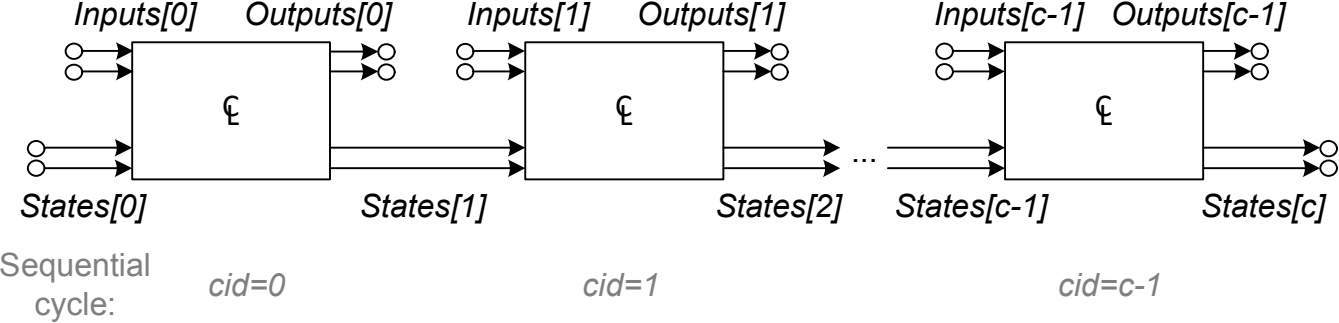 Inputs[0] Outputs[0] Inputs[1] Outputs[1] Inputs[c-1] Outputs[c-1]
℄ ℄ ℄
...
States[0] States[1] States[2] States[c-1] States[c]
Sequential
cycle: cid=0 cid=1 cid=c-1